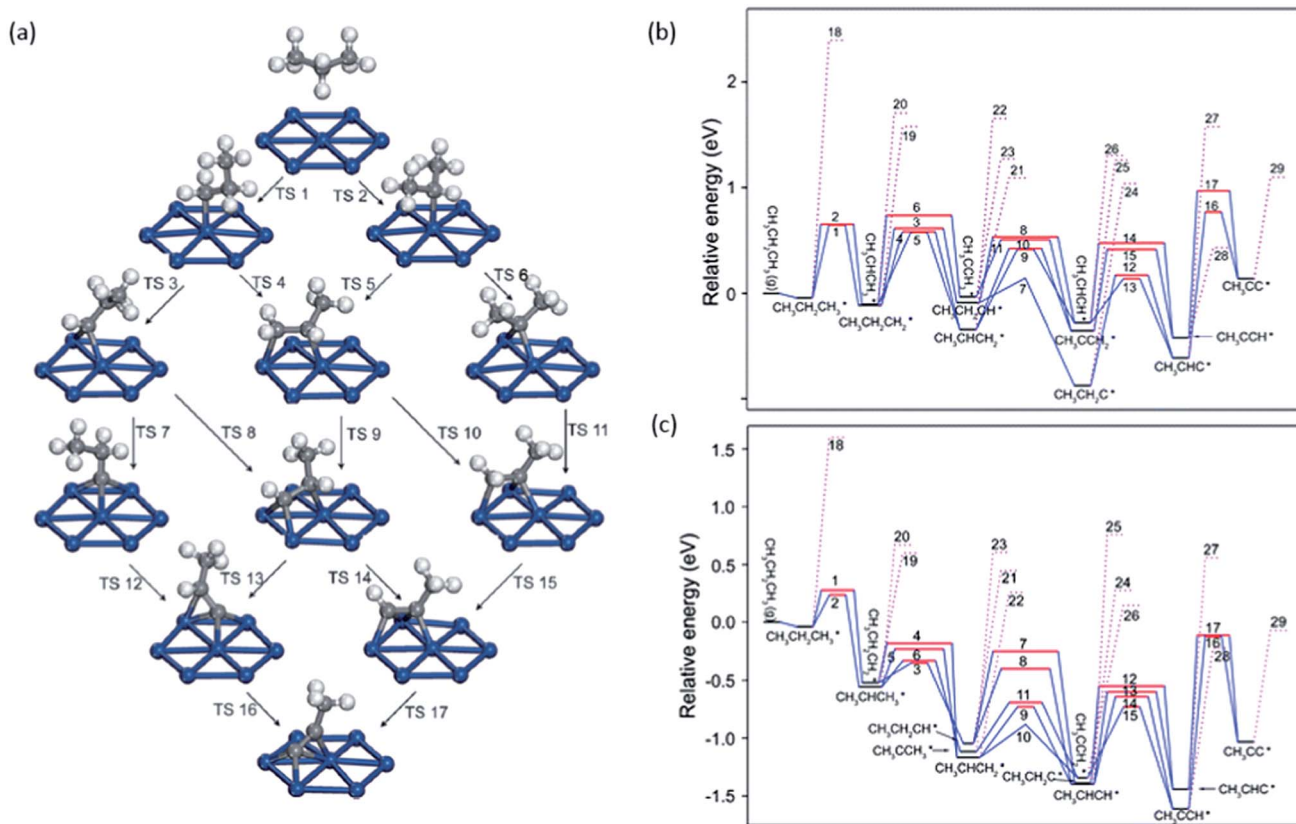 (a)
TS 1
TS 2
TS 3
TS 4
TS 5
TS 6
TS 7
TS 8
TS 9
TS 10
TS 11
TS 12
TS 13
TS 14
TS 15
TS 16
TS 17
(b)
Relative energy (eV)
2
1
0
CH₃CH₂CH₃ (g)
CH₃CH₂CH₃*
18
2
1
CH₃CHCH₃*
CH₃CH₂CH₂*
20
19
6
3
4
5
CH₃CCH₃*
CH₃CH₂CH*
CH₃CHCH₂*
22
23
21
8
11
10
9
7
CH₃CHCH*
CH₃CCH₂*
CH₃CH₂C*
26
25
24
14
15
12
13
CH₃CCH*
CH₃CHC*
27
17
16
28
29
CH₃CC*
(c)
Relative energy (eV)
1.5
1.0
0.5
0.0
-0.5
-1.0
-1.5
CH₃CH₂CH₃ (g)
CH₃CH₂CH₃*
18
1
2
CH₃CH₂CH₂*
CH₃CHCH₃*
20
19
4
5
6
3
CH₃CH₂CH*
CH₃CCH₃*
CH₃CHCH₂*
23
21
22
7
8
11
9
10
CH₃CCH₂*
CH₃CH₂C*
CH₃CHCH*
25
24
26
12
13
14
15
CH₃CHC*
CH₃CCH*
27
17
16
28
29
CH₃CC*